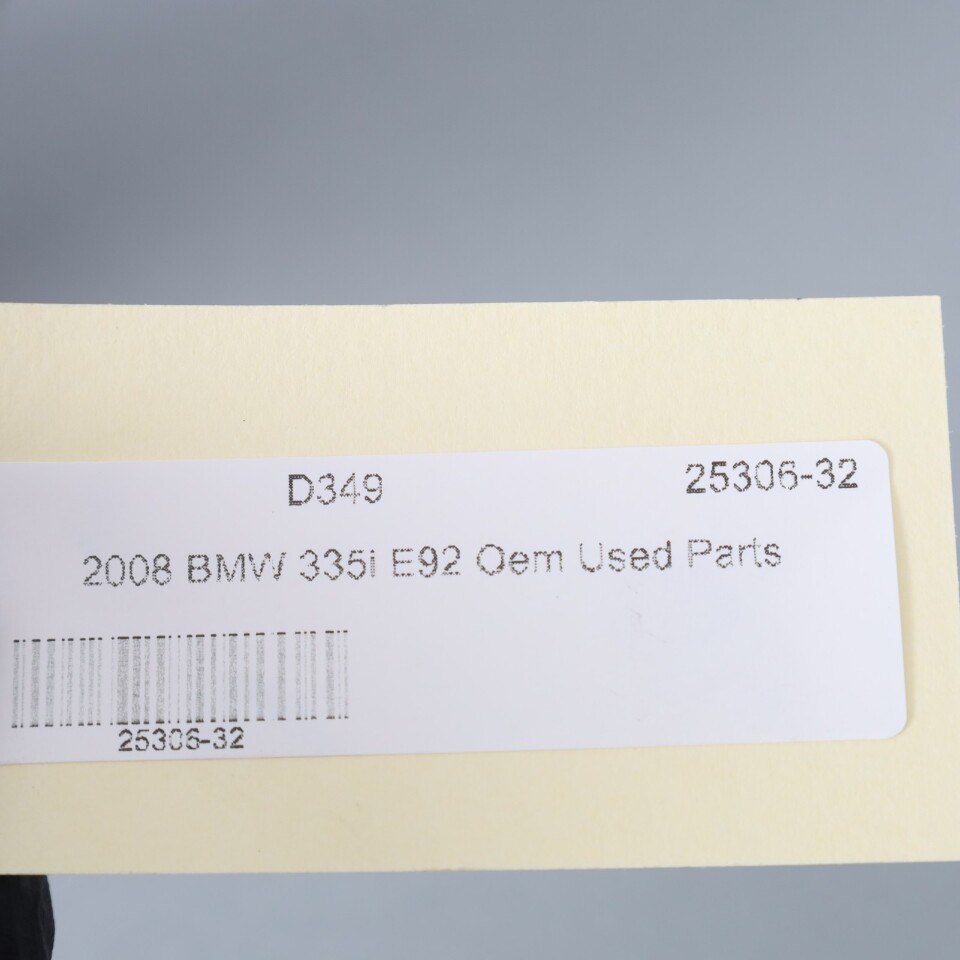 D349 25306-32
2008 BMW 335i E92 Oem Used Parts
25306-32